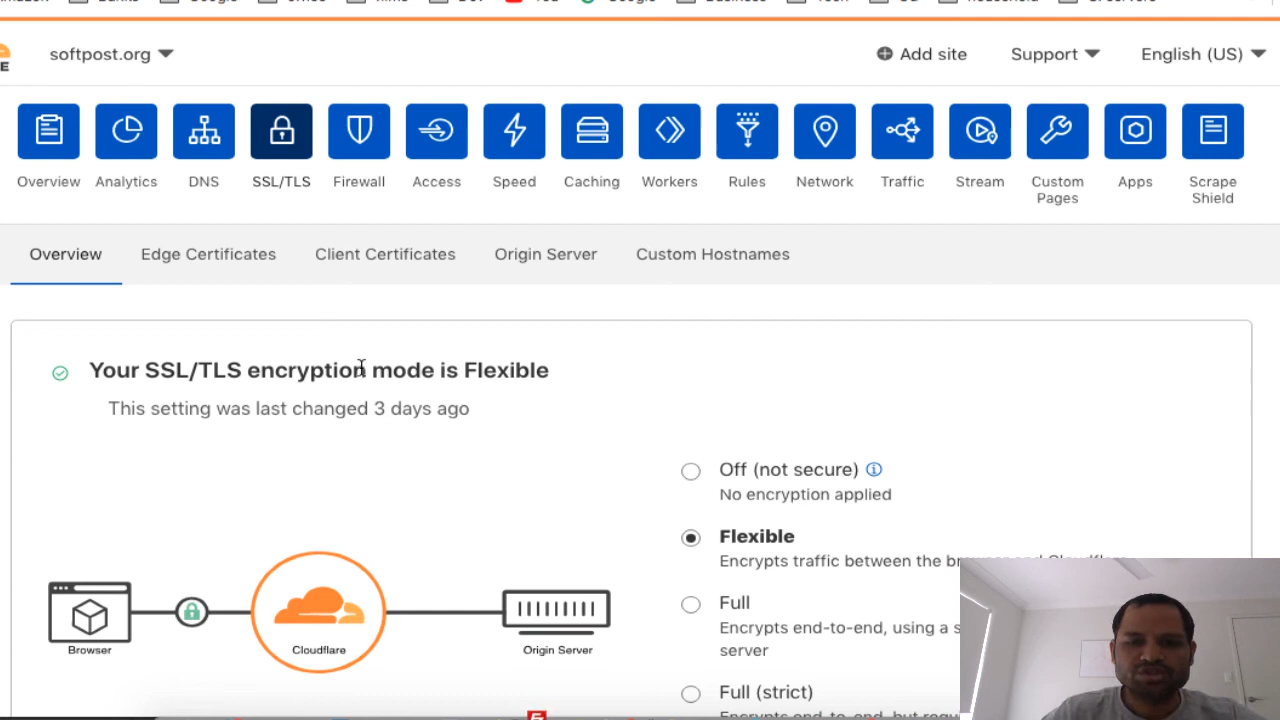 softpost.org
Add site
Support
English (US)
Overview
Analytics
DNS
SSL/TLS
Firewall
Access
Speed
Caching
Workers
Rules
Network
Traffic
Stream
Custom Pages
Apps
Scrape Shield
Overview
Edge Certificates
Client Certificates
Origin Server
Custom Hostnames
Your SSL/TLS encryption mode is Flexible
This setting was last changed 3 days ago
Off (not secure)
No encryption applied
Flexible
Encrypts traffic between the
Full
Encrypts end-to-end, using a
server
Full (strict)
Browser
Cloudflare
Origin Server